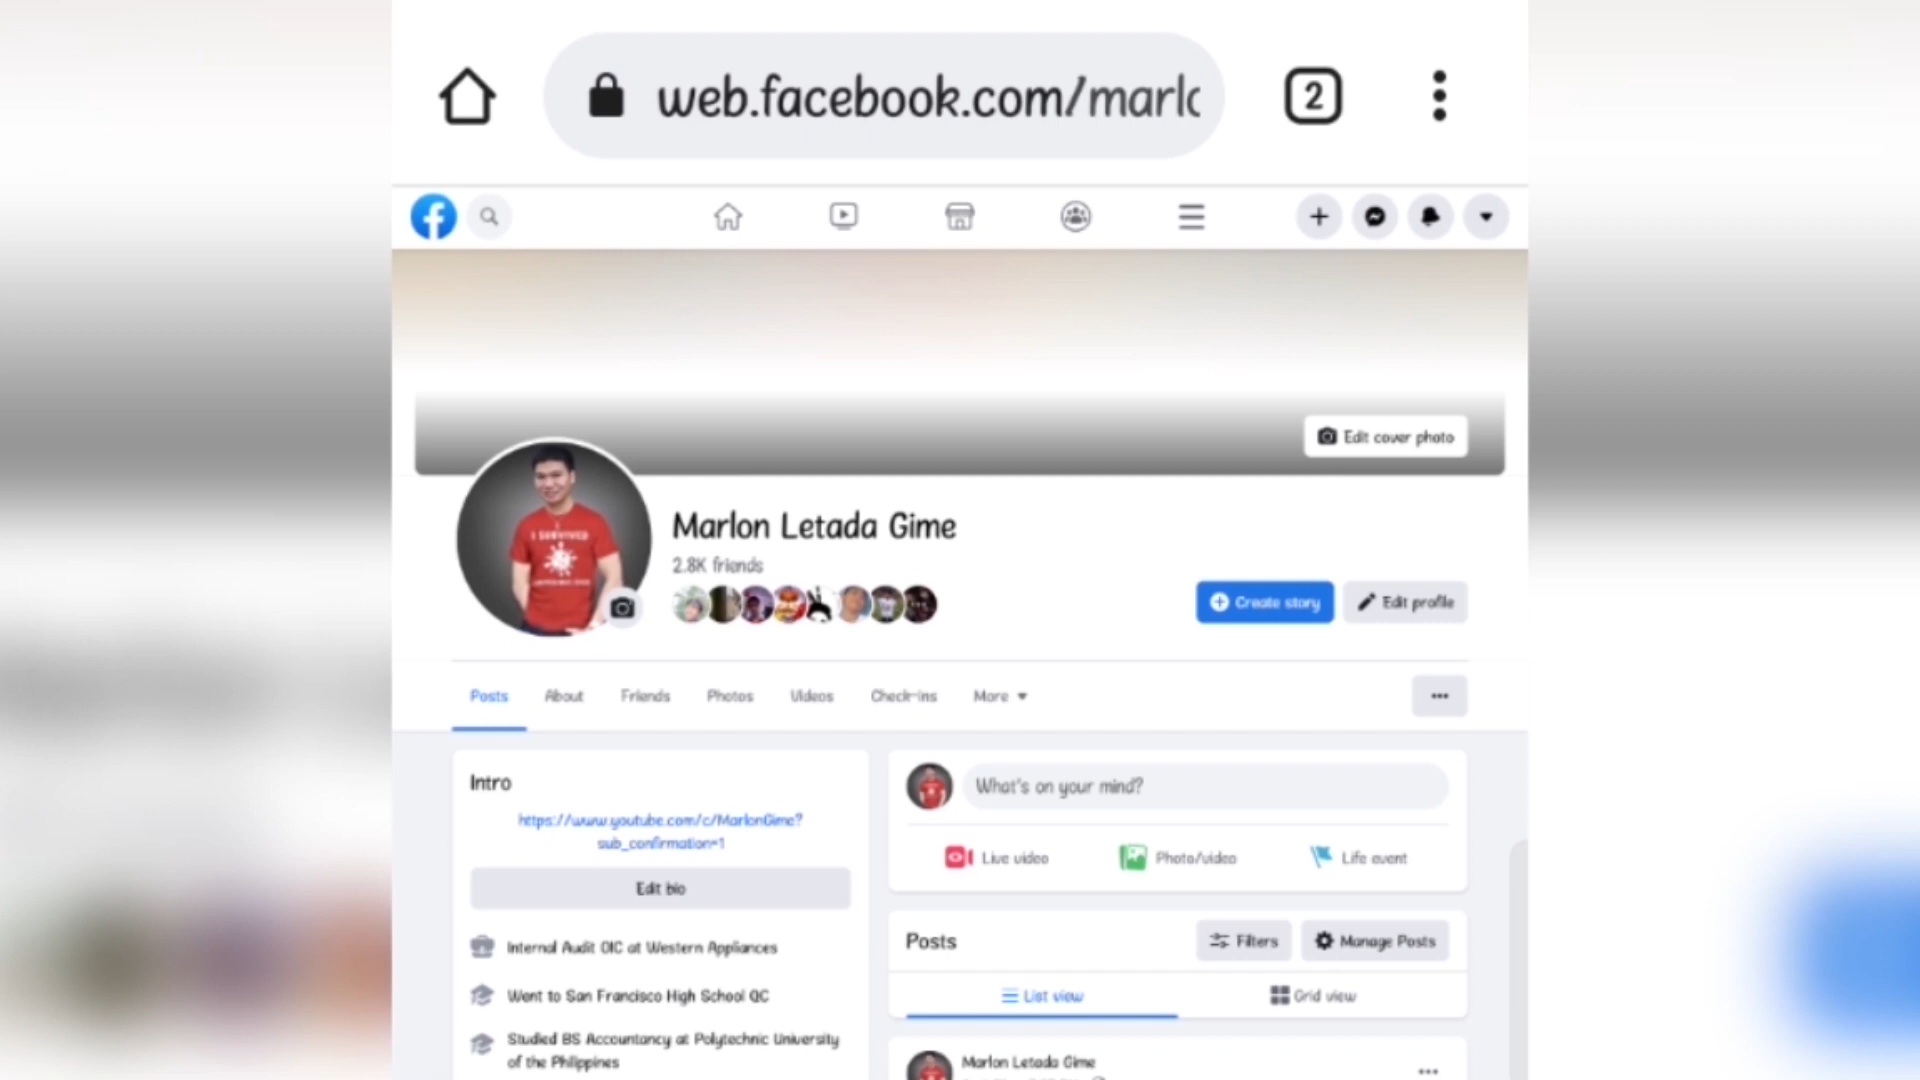 web.facebook.com/marlo
2
Edit cover photo
Marlon Letada Gime
2.8K friends
Create story
Edit profile
Posts About Friends Photos Videos Check-ins More
Intro
https://www.youtube.com/c/MarlonGime?
sub_confirmation=1
Edit bio
Internal Audit OIC at Western Appliances
Went to San Francisco High School QC
Studied BS Accountancy at Polytechnic University
of the Philippines
What's on your mind?
Live video Photo/video Life event
Posts Filters Manage Posts
List view Grid view
Marlon Letada Gime
I SURVIVED